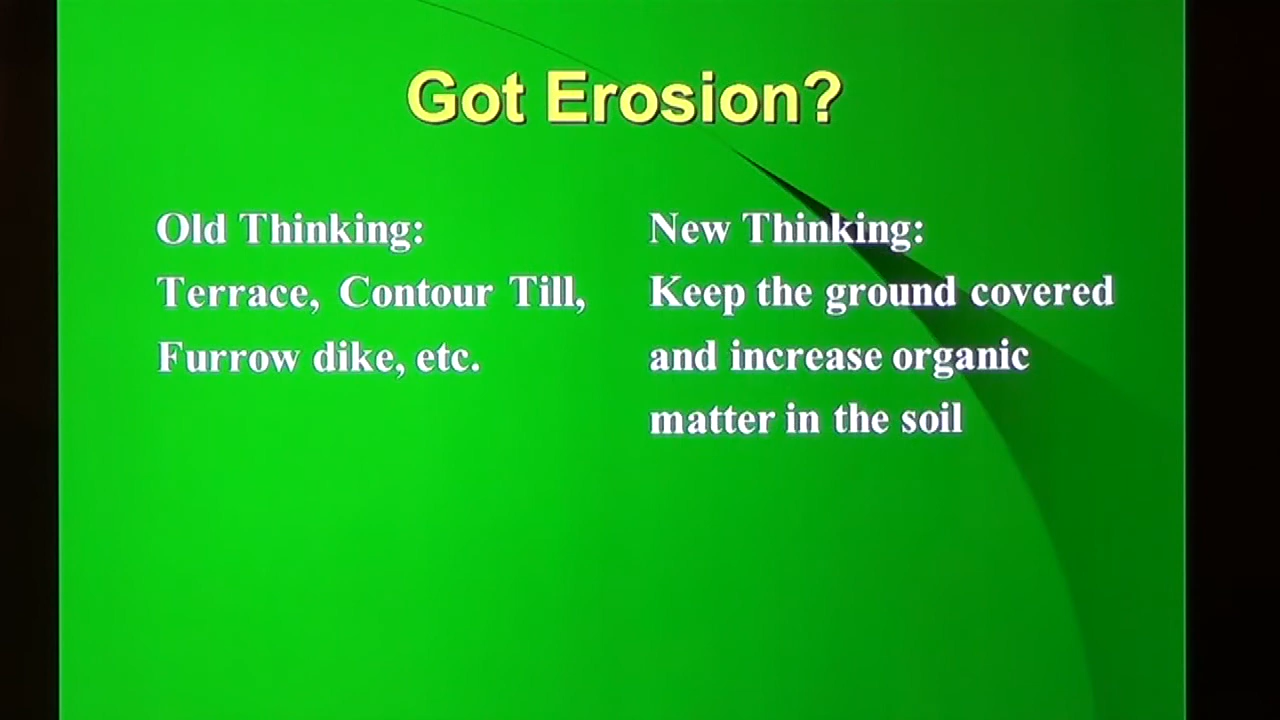 Got Erosion?
Old Thinking:
Terrace, Contour Till,
Furrow dike, etc.
New Thinking:
Keep the ground covered
and increase organic
matter in the soil